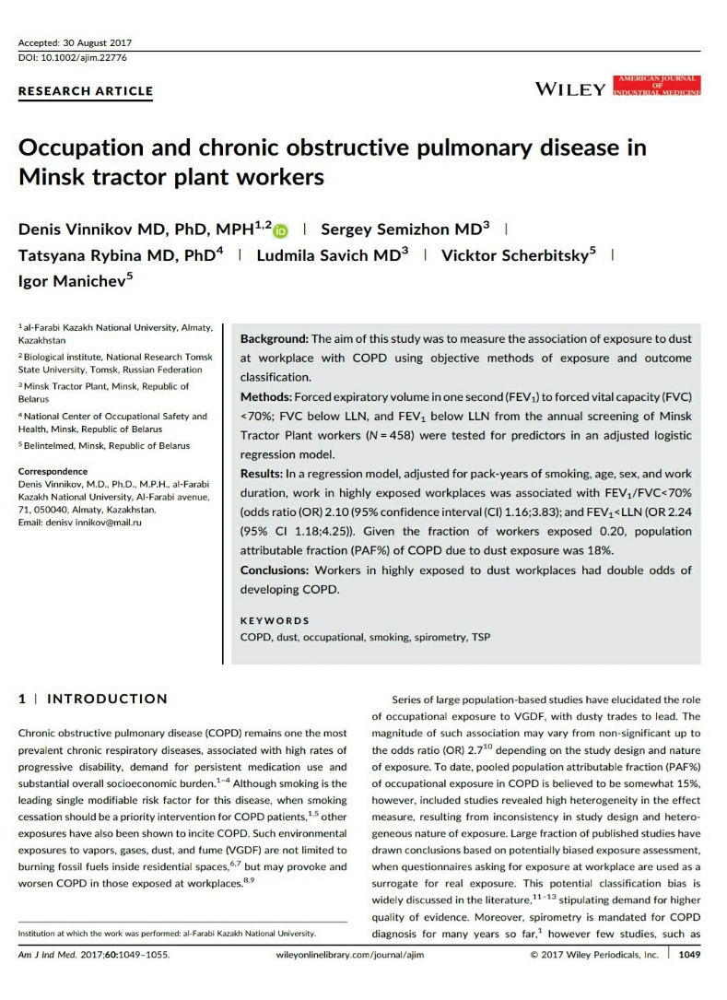 Accepted: 30 August 2017
DOI: 10.1002/ajim.22776
RESEARCH ARTICLE
WILEY
AMERICAN JOURNAL
OF
INDUSTRIAL MEDICINE
Occupation and chronic obstructive pulmonary disease in
Minsk tractor plant workers
Denis Vinnikov MD, PhD, MPH1,2 iD | Sergey Semizhon MD3 |
Tatsyana Rybina MD, PhD4 | Ludmila Savich MD3 | Vicktor Scherbitsky5 |
Igor Manichev5
1 al-Farabi Kazakh National University, Almaty,
Kazakhstan
2 Biological institute, National Research Tomsk
State University, Tomsk, Russian Federation
3 Minsk Tractor Plant, Minsk, Republic of
Belarus
4 National Center of Occupational Safety and
Health, Minsk, Republic of Belarus
5 Belintelmed, Minsk, Republic of Belarus
Correspondence
Denis Vinnikov, M.D., Ph.D., M.P.H., al-Farabi
Kazakh National University, Al-Farabi avenue,
71, 050040, Almaty, Kazakhstan.
Email: denisv innikov@mail.ru
Background: The aim of this study was to measure the association of exposure to dust
at workplace with COPD using objective methods of exposure and outcome
classification.
Methods: Forced expiratory volume in one second (FEV1) to forced vital capacity (FVC)
<70%; FVC below LLN, and FEV1 below LLN from the annual screening of Minsk
Tractor Plant workers (N = 458) were tested for predictors in an adjusted logistic
regression model.
Results: In a regression model, adjusted for pack-years of smoking, age, sex, and work
duration, work in highly exposed workplaces was associated with FEV1/FVC<70%
(odds ratio (OR) 2.10 (95% confidence interval (CI) 1.16;3.83); and FEV1<LLN (OR 2.24
(95% CI 1.18;4.25)). Given the fraction of workers exposed 0.20, population
attributable fraction (PAF%) of COPD due to dust exposure was 18%.
Conclusions: Workers in highly exposed to dust workplaces had double odds of
developing COPD.
KEYWORDS
COPD, dust, occupational, smoking, spirometry, TSP
1 | INTRODUCTION
Chronic obstructive pulmonary disease (COPD) remains one the most
prevalent chronic respiratory diseases, associated with high rates of
progressive disability, demand for persistent medication use and
substantial overall socioeconomic burden.1–4 Although smoking is the
leading single modifiable risk factor for this disease, when smoking
cessation should be a priority intervention for COPD patients,1,5 other
exposures have also been shown to incite COPD. Such environmental
exposures to vapors, gases, dust, and fume (VGDF) are not limited to
burning fossil fuels inside residential spaces,6,7 but may provoke and
worsen COPD in those exposed at workplaces.8,9
Institution at which the work was performed: al-Farabi Kazakh National University.
Series of large population-based studies have elucidated the role
of occupational exposure to VGDF, with dusty trades to lead. The
magnitude of such association may vary from non-significant up to
the odds ratio (OR) 2.710 depending on the study design and nature
of exposure. To date, pooled population attributable fraction (PAF%)
of occupational exposure in COPD is believed to be somewhat 15%,
however, included studies revealed high heterogeneity in the effect
measure, resulting from inconsistency in study design and hetero-
geneous nature of exposure. Large fraction of published studies have
drawn conclusions based on potentially biased exposure assessment,
when questionnaires asking for exposure at workplace are used as a
surrogate for real exposure. This potential classification bias is
widely discussed in the literature,11–13 stipulating demand for higher
quality of evidence. Moreover, spirometry is mandated for COPD
diagnosis for many years so far,1 however few studies, such as
Am J Ind Med. 2017;60:1049–1055.
wileyonlinelibrary.com/journal/ajim
© 2017 Wiley Periodicals, Inc. | 1049